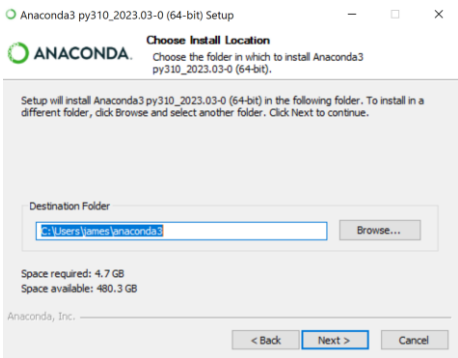 Anaconda3 py310_2023.03-0 (64-bit) Setup
ANACONDA.
Choose Install Location
Choose the folder in which to install Anaconda3
py310_2023.03-0 (64-bit).
Setup will install Anaconda3 py310_2023.03-0 (64-bit) in the following folder. To install in a
different folder, click Browse and select another folder. Click Next to continue.
Destination Folder
C:\Users\james\anaconda3
Browse...
Space required: 4.7 GB
Space available: 480.3 GB
Anaconda, Inc.
< Back
Next >
Cancel